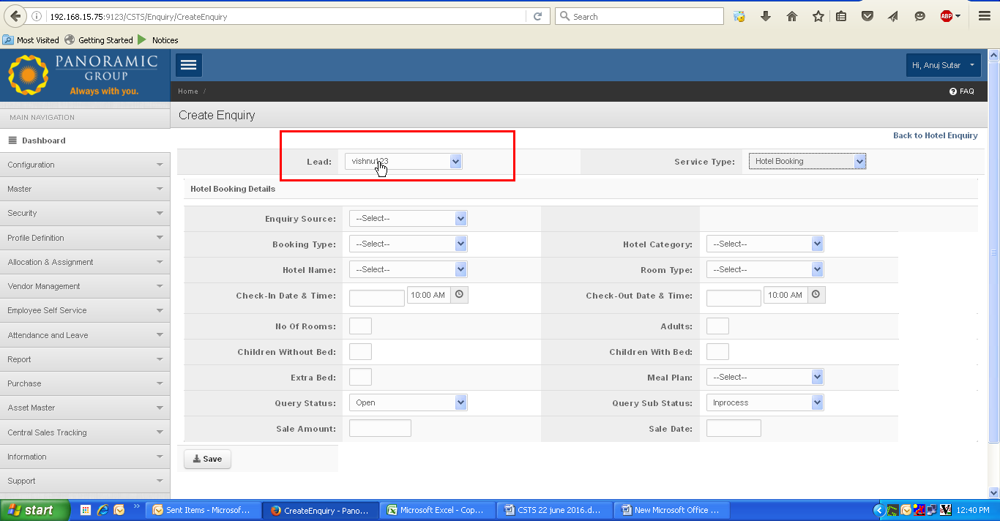 192.168.15.75:9123/CSTS/Enquiry/CreateEnquiry
Search
ABP
Most Visited Getting Started Notices
PANORAMIC
GROUP
Always with you.
Hi, Anuj Sutar
Home /
FAQ
MAIN NAVIGATION
Create Enquiry
Dashboard
Back to Hotel Enquiry
Configuration
Lead: vishnu123 Service Type: Hotel Booking
Master
Hotel Booking Details
Security
Enquiry Source: --Select--
Profile Definition
Booking Type: --Select-- Hotel Category: --Select--
Allocation & Assignment
Hotel Name: --Select-- Room Type: --Select--
Vendor Management
Check-In Date & Time: 10:00 AM Check-Out Date & Time: 10:00 AM
Employee Self Service
No Of Rooms: Adults:
Attendance and Leave
Children Without Bed: Children With Bed:
Report
Extra Bed: Meal Plan: --Select--
Purchase
Query Status: Open Query Sub Status: Inprocess
Asset Master
Sale Amount: Sale Date:
Central Sales Tracking
Information
Save
Support
start
Sent Items - Microsof...
CreateEnquiry - Pano...
Microsoft Excel - Cop...
CSTS 22 june 2016.d...
New Microsoft Office ...
12:40 PM